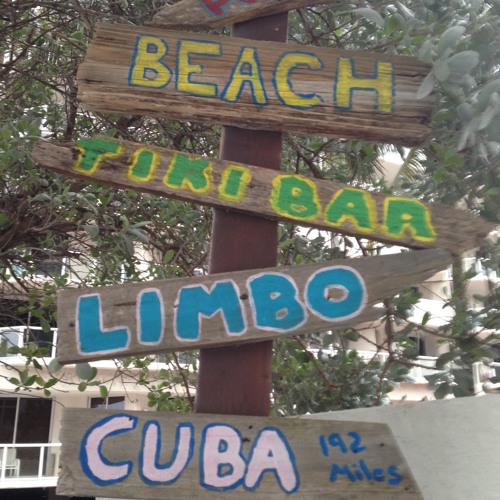 BEACH
TIKI BAR
LIMBO
CUBA 192
Miles